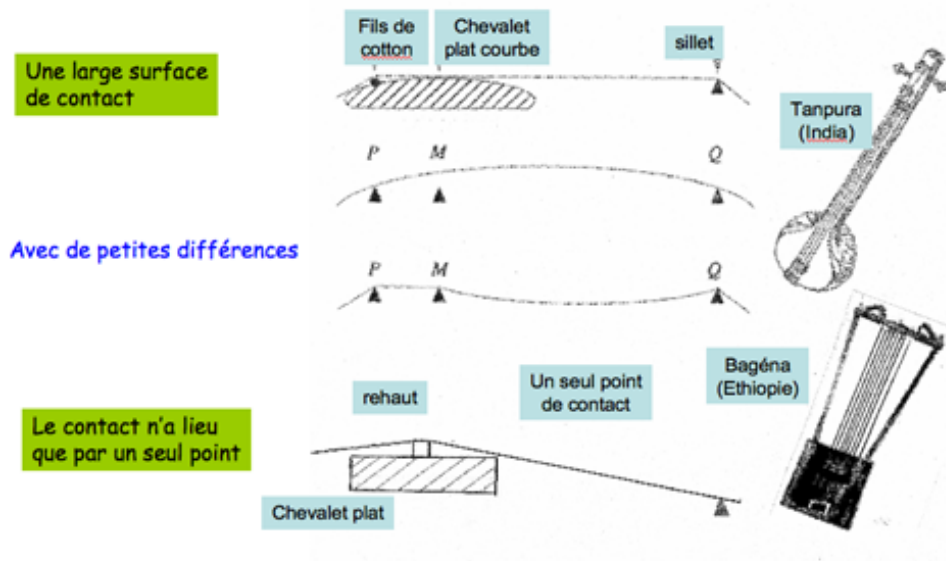 Fils de
cotton
Chevalet
plat courbe
sillet
Une large surface
de contact
Tanpura
(India)
P
M
Q
Avec de petites différences
P
M
Q
Bagéna
(Ethiopie)
Un seul point
de contact
rehaut
Le contact n'a lieu
que par un seul point
Chevalet plat